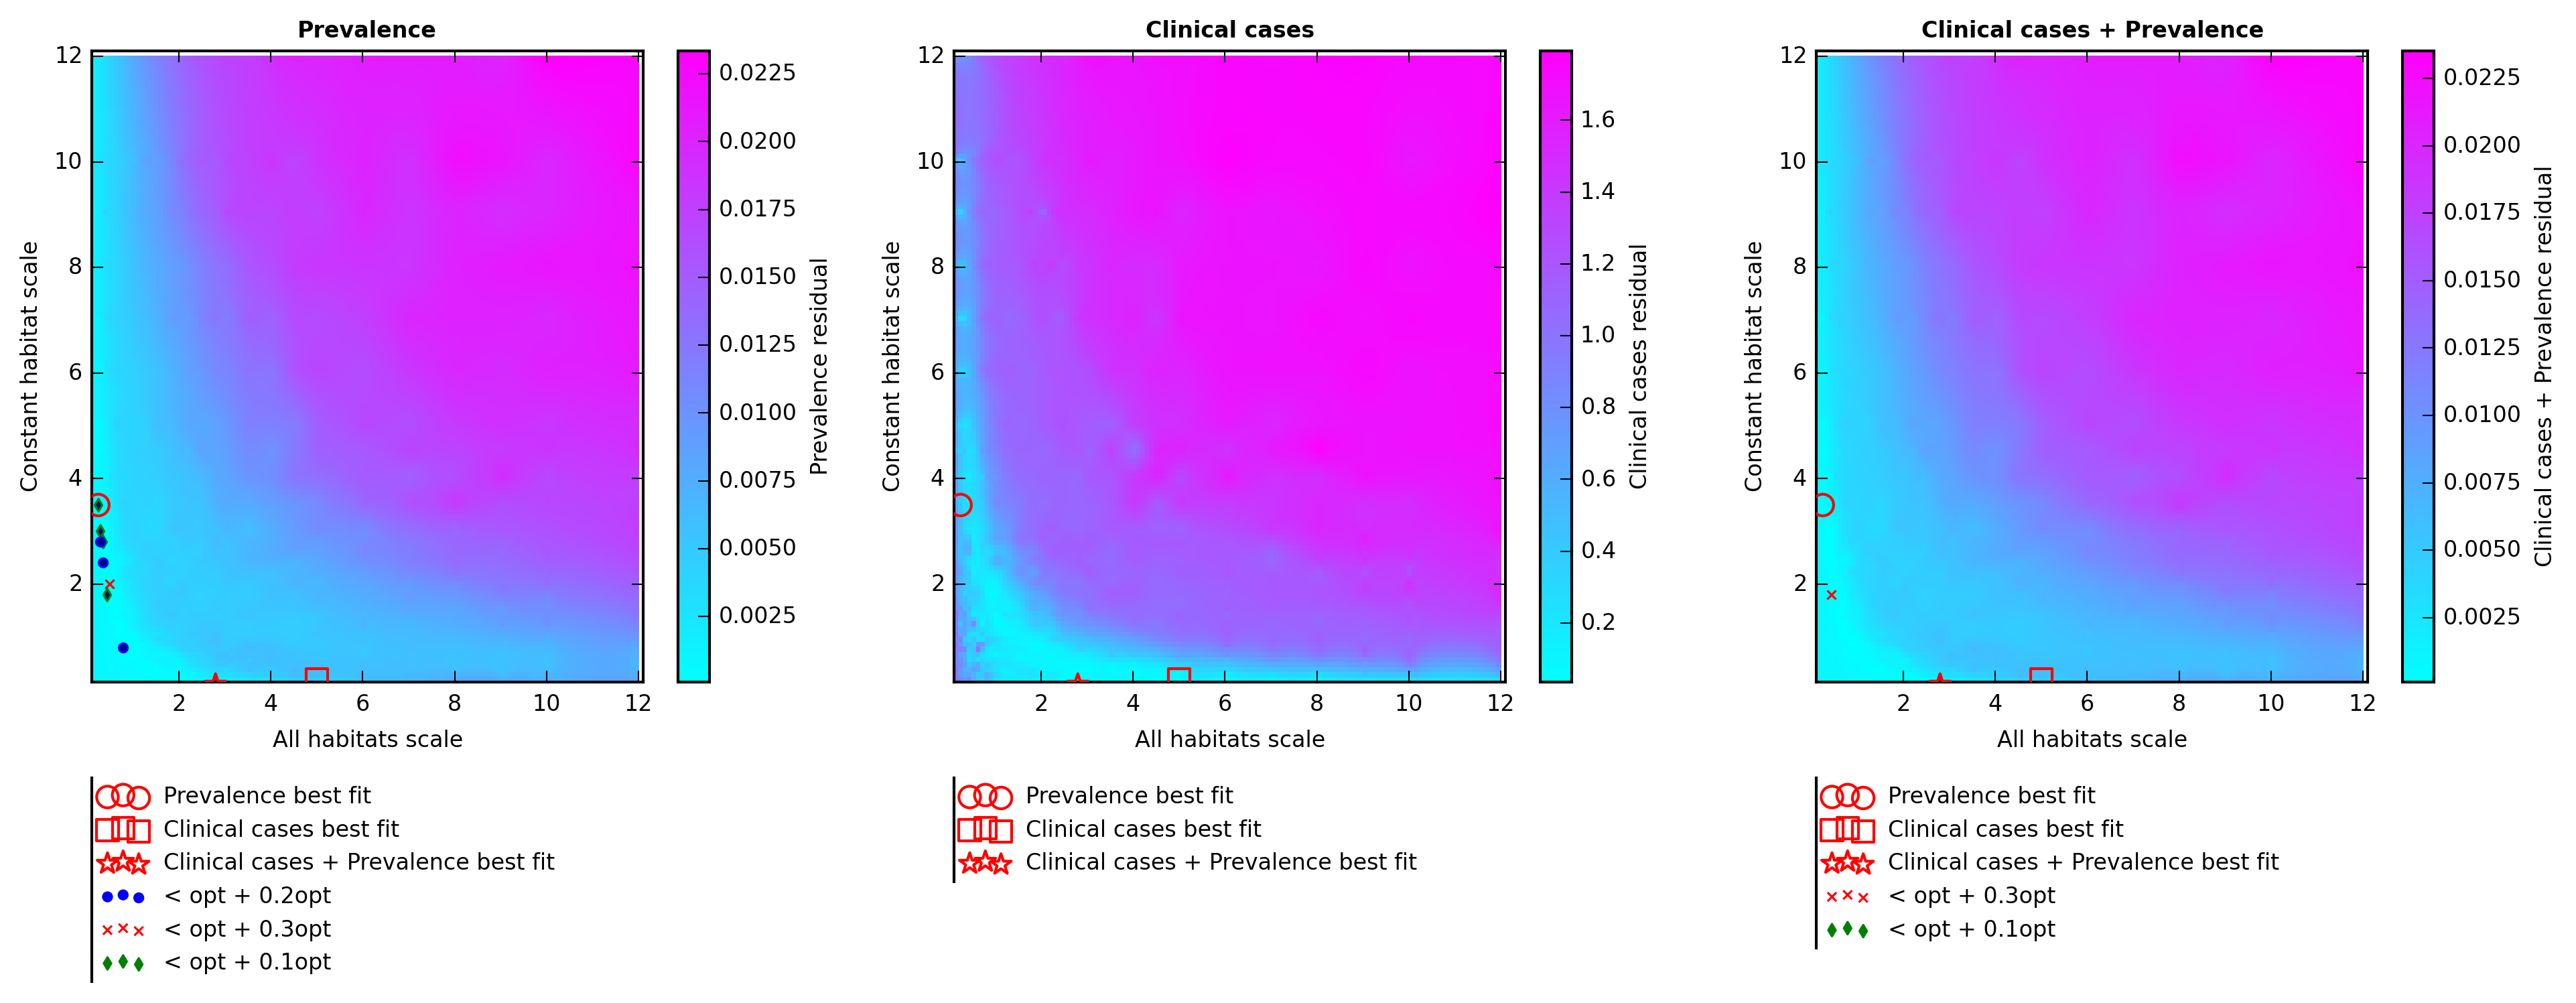 Prevalence
12
10
8
6
4
2
Constant habitat scale
2 4 6 8 10 12
All habitats scale
0.0225
0.0200
0.0175
0.0150
0.0125
0.0100
0.0075
0.0050
0.0025
Prevalence residual
Prevalence best fit
Clinical cases best fit
Clinical cases + Prevalence best fit
< opt + 0.2opt
< opt + 0.3opt
< opt + 0.1opt
Clinical cases
12
10
8
6
4
2
Constant habitat scale
2 4 6 8 10 12
All habitats scale
1.6
1.4
1.2
1.0
0.8
0.6
0.4
0.2
Clinical cases residual
Prevalence best fit
Clinical cases best fit
Clinical cases + Prevalence best fit
Clinical cases + Prevalence
12
10
8
6
4
2
Constant habitat scale
2 4 6 8 10 12
All habitats scale
0.0225
0.0200
0.0175
0.0150
0.0125
0.0100
0.0075
0.0050
0.0025
Clinical cases + Prevalence residual
Prevalence best fit
Clinical cases best fit
Clinical cases + Prevalence best fit
< opt + 0.3opt
< opt + 0.1opt